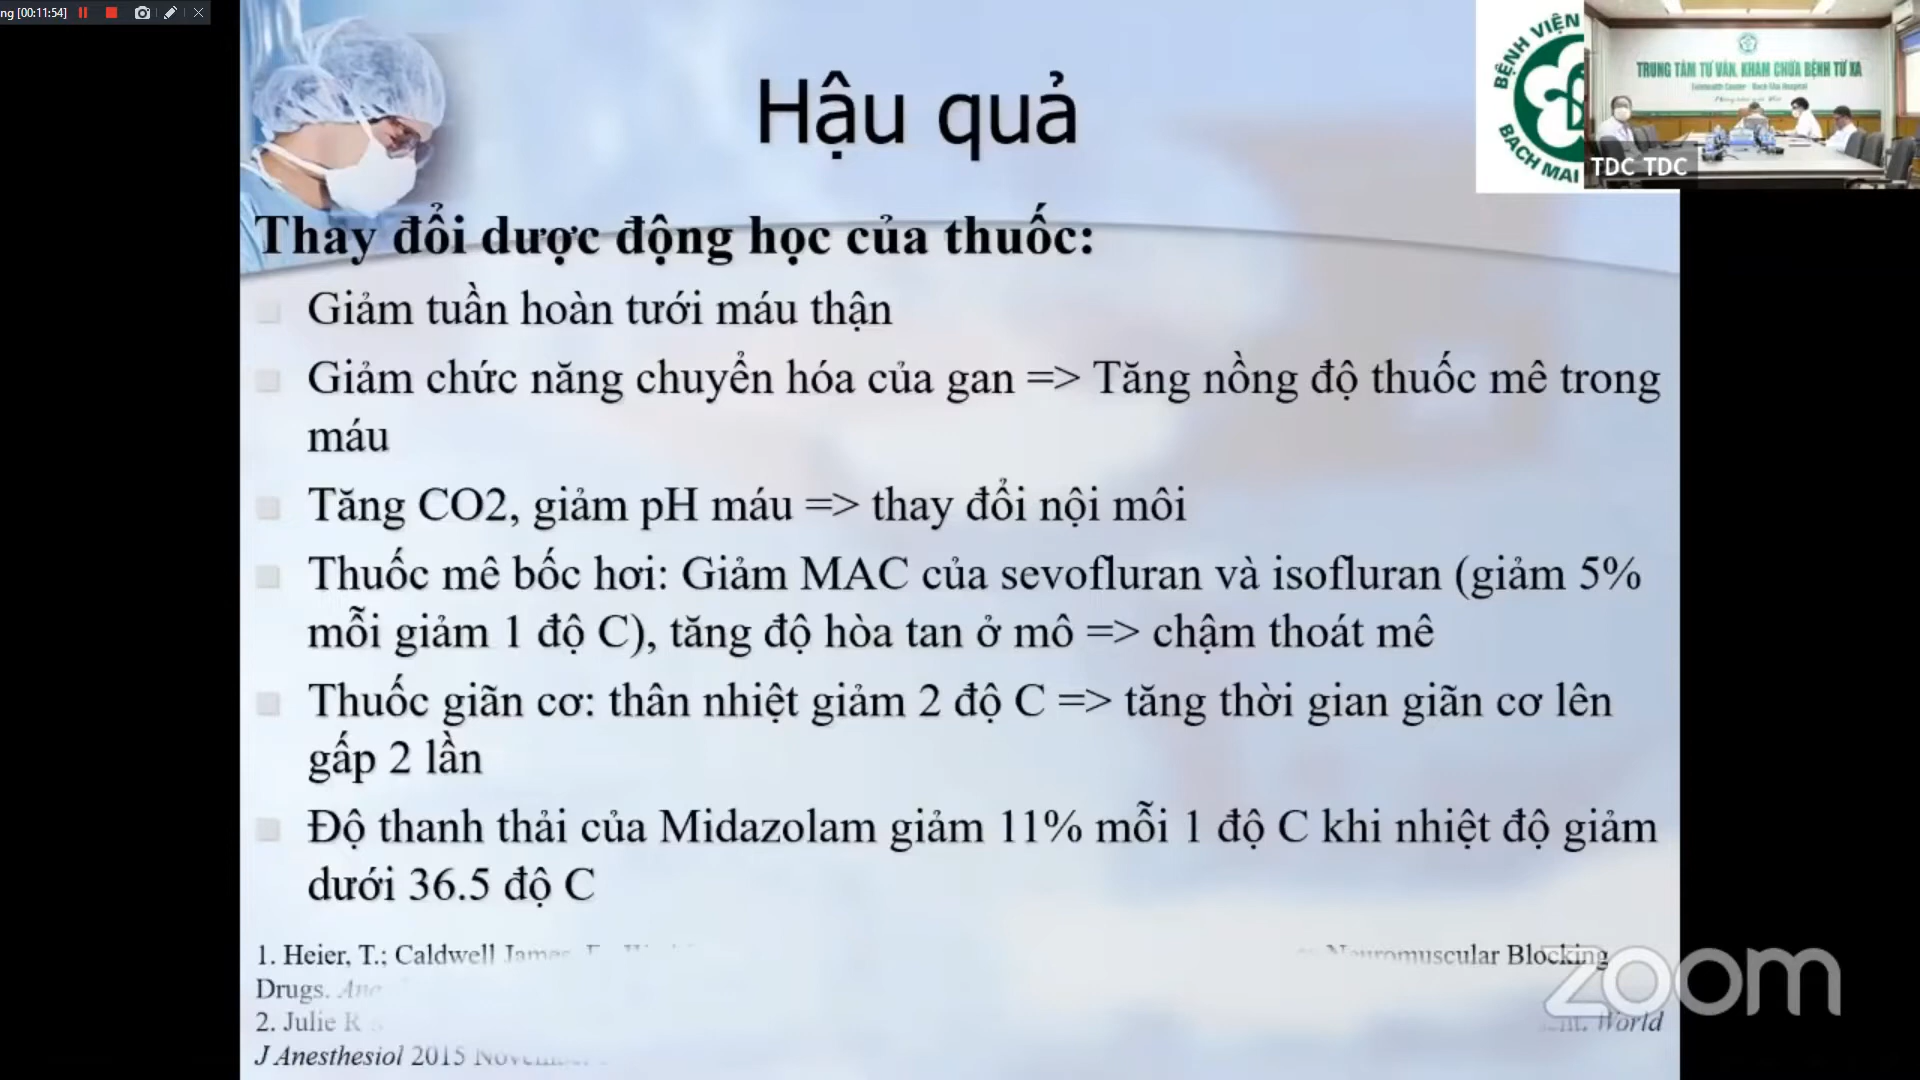 ng [00:11:54]
Hậu quả
BỆNH VIỆN
BẠCH MAI
TRUNG TÂM TƯ VẤN, KHÁM CHỮA BỆNH TỪ XA
TDC TDC
Thay đổi dược động học của thuốc:
Giảm tuần hoàn tưới máu thận
Giảm chức năng chuyển hóa của gan => Tăng nồng độ thuốc mê trong
máu
Tăng CO2, giảm pH máu => thay đổi nội môi
Thuốc mê bốc hơi: Giảm MAC của sevofluran và isofluran (giảm 5%
mỗi giảm 1 độ C), tăng độ hòa tan ở mô => chậm thoát mê
Thuốc giãn cơ: thân nhiệt giảm 2 độ C => tăng thời gian giãn cơ lên
gấp 2 lần
Độ thanh thải của Midazolam giảm 11% mỗi 1 độ C khi nhiệt độ giảm
dưới 36.5 độ C
1. Heier, T.; Caldwell James Neuromuscular Blocking
Drugs.
2. Julie R World
J Anesthesiol 2015 November
zoom